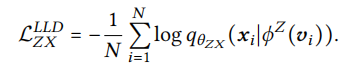 $$\mathcal{L}_{ZX}^{LLD} = -\frac{1}{N} \sum_{i=1}^{N} \log q_{\theta_{ZX}}(\boldsymbol{x}_i | \phi^Z(\boldsymbol{v}_i)).$$